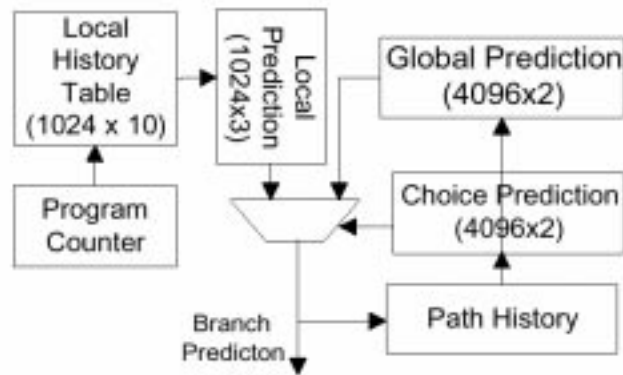 Local
History
Table
(1024 x 10)
Local
Prediction
(1024x3)
Global Prediction
(4096x2)
Program
Counter
Choice Prediction
(4096x2)
Path History
Branch
Predicton